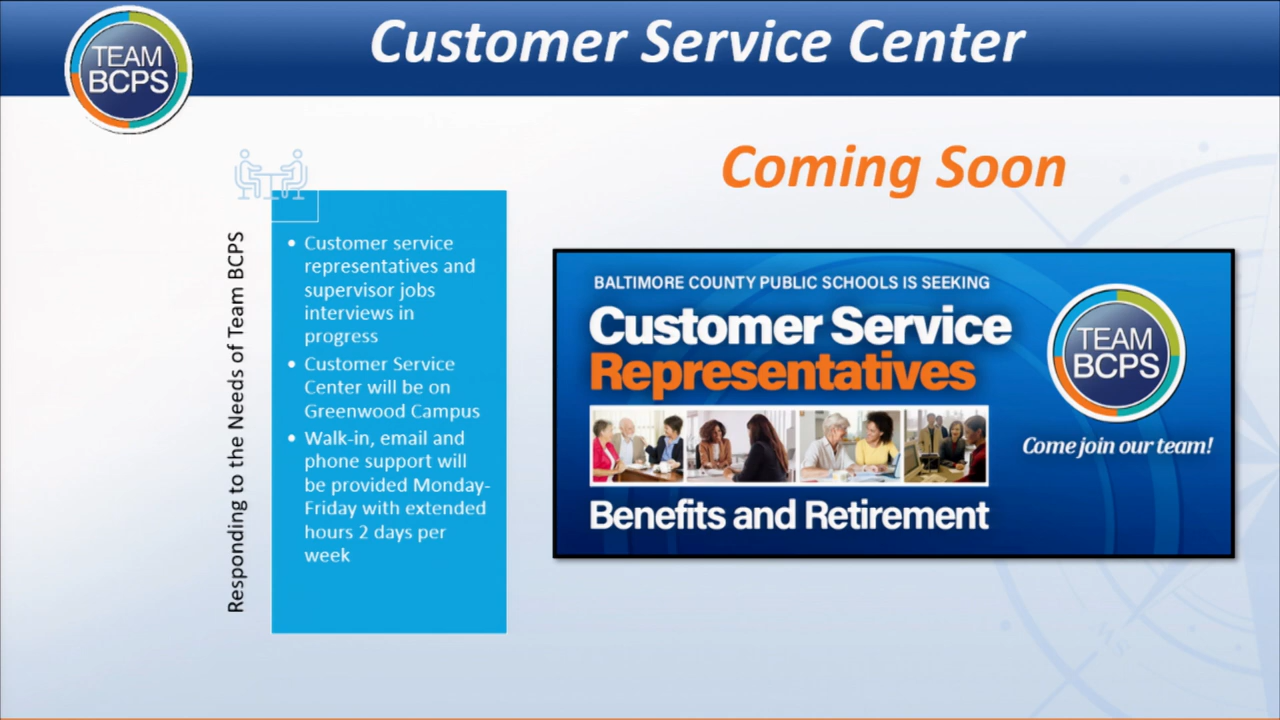 TEAM
BCPS
Customer Service Center
Coming Soon
Responding to the Needs of Team BCPS
• Customer service
representatives and
supervisor jobs
interviews in
progress
• Customer Service
Center will be on
Greenwood Campus
• Walk-in, email and
phone support will
be provided Monday-
Friday with extended
hours 2 days per
week
BALTIMORE COUNTY PUBLIC SCHOOLS IS SEEKING
Customer Service
Representatives
Benefits and Retirement
TEAM
BCPS
Come join our team!